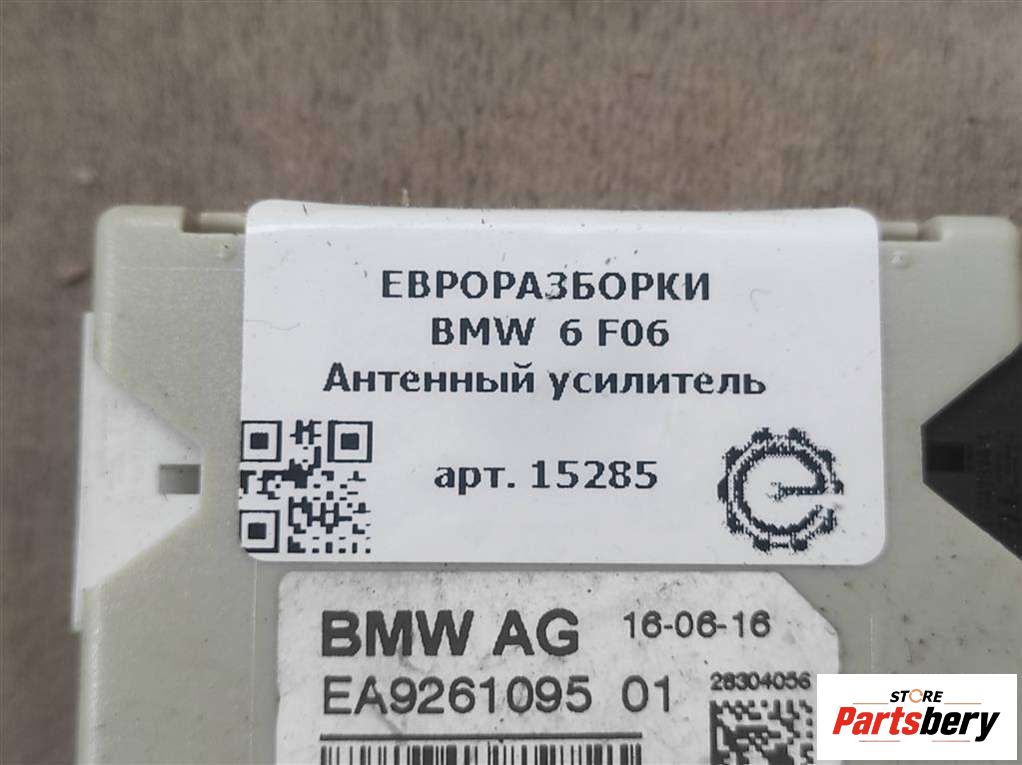 ЕВРОРАЗБОРКИ
BMW 6 F06
Антенный усилитель
арт. 15285
BMW AG 16-06-16
EA9261095 01 28304056
STORE
Partsbery